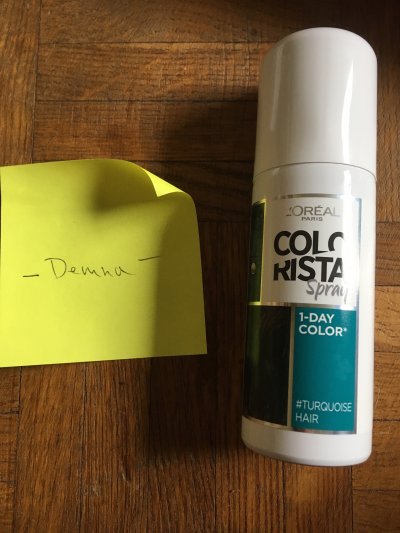 - Demna -
L'ORÉAL
PARIS
COLO
RISTA
Spray
1-DAY
COLOR*
#TURQUOISE
HAIR